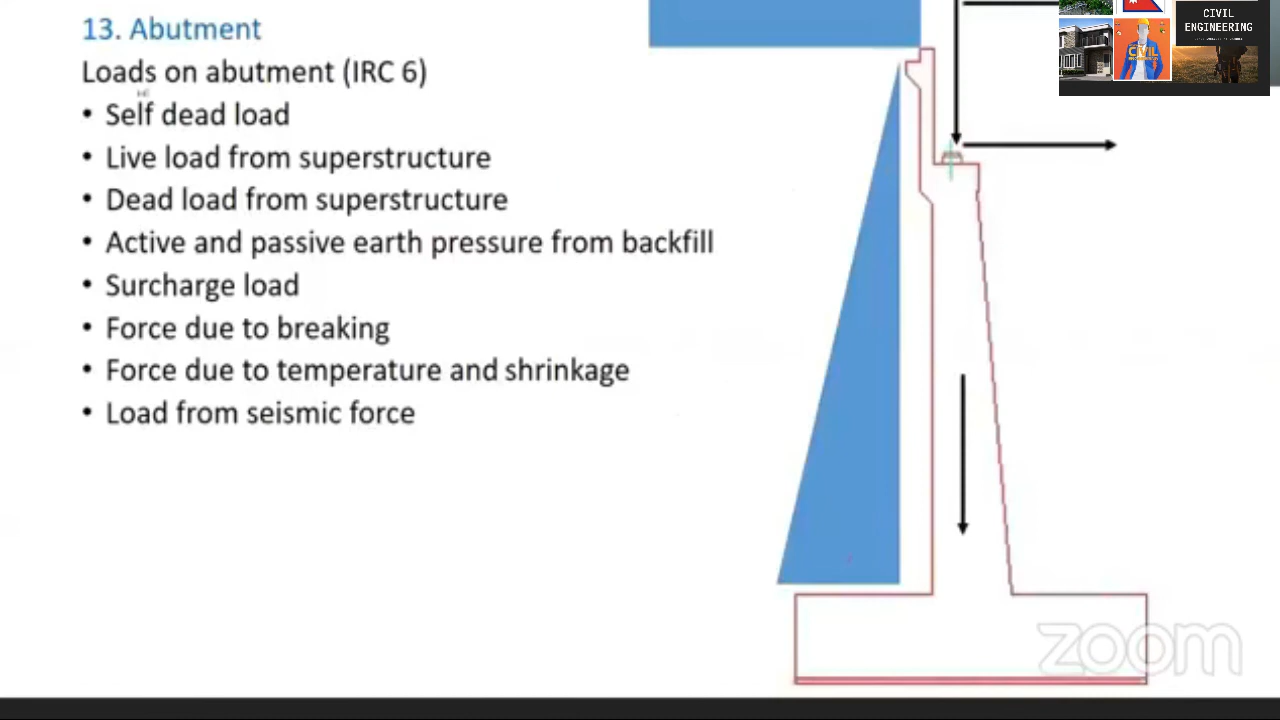 13. Abutment
Loads on abutment (IRC 6)
• Self dead load
• Live load from superstructure
• Dead load from superstructure
• Active and passive earth pressure from backfill
• Surcharge load
• Force due to breaking
• Force due to temperature and shrinkage
• Load from seismic force
CIVIL
ENGINEERING
CIVIL
zoom